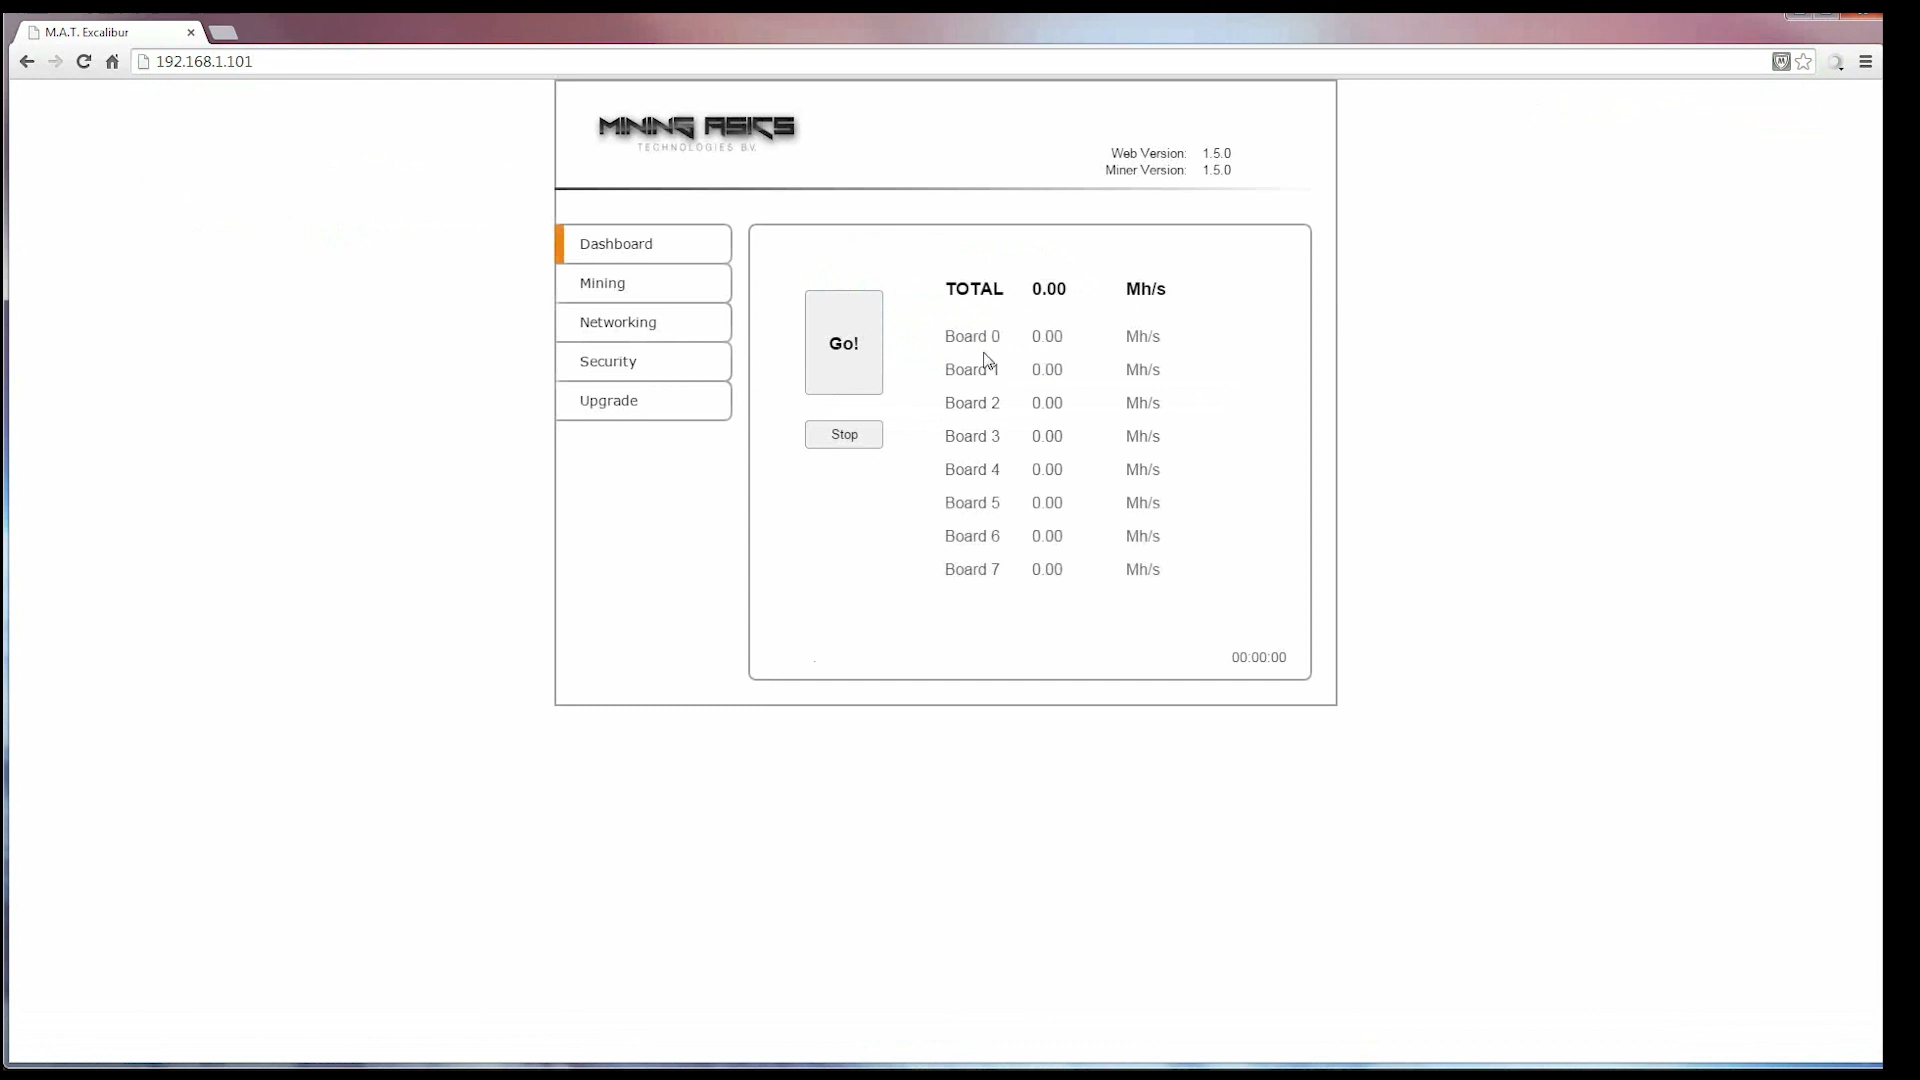 M.A.T. Excalibur
192.168.1.101
MINING ASICS
TECHNOLOGIES B.V.
Web Version: 1.5.0
Miner Version: 1.5.0
Dashboard
Mining
Networking
Security
Upgrade
Go!
Stop
TOTAL 0.00 Mh/s
Board 0 0.00 Mh/s
Board 1 0.00 Mh/s
Board 2 0.00 Mh/s
Board 3 0.00 Mh/s
Board 4 0.00 Mh/s
Board 5 0.00 Mh/s
Board 6 0.00 Mh/s
Board 7 0.00 Mh/s
00:00:00